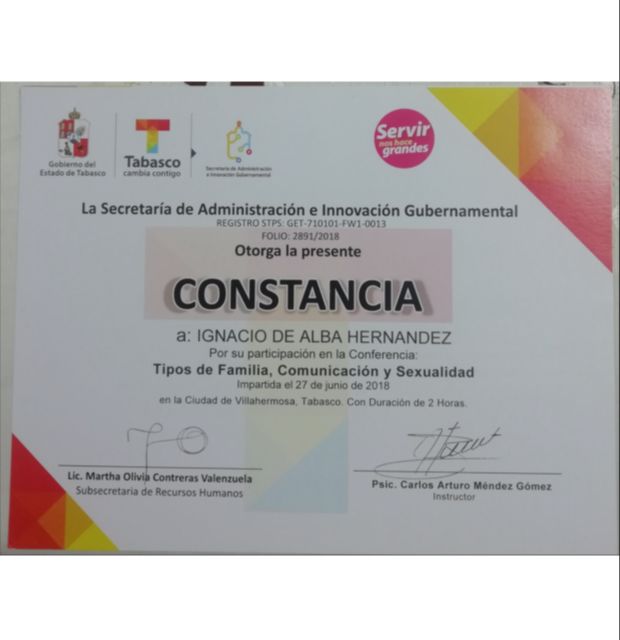 Gobierno del
Estado de Tabasco
Tabasco
cambia contigo
Secretaría de Administración
e Innovación Gubernamental
Servir
nos hace
grandes
La Secretaría de Administración e Innovación Gubernamental
REGISTRO STPS: GET-710101-FW1-0013
FOLIO: 2891/2018
Otorga la presente
CONSTANCIA
a: IGNACIO DE ALBA HERNANDEZ
Por su participación en la Conferencia:
Tipos de Familia, Comunicación y Sexualidad
Impartida el 27 de junio de 2018
en la Ciudad de Villahermosa, Tabasco. Con Duración de 2 Horas.
Lic. Martha Olivia Contreras Valenzuela
Subsecretaria de Recursos Humanos
Psic. Carlos Arturo Méndez Gómez
Instructor